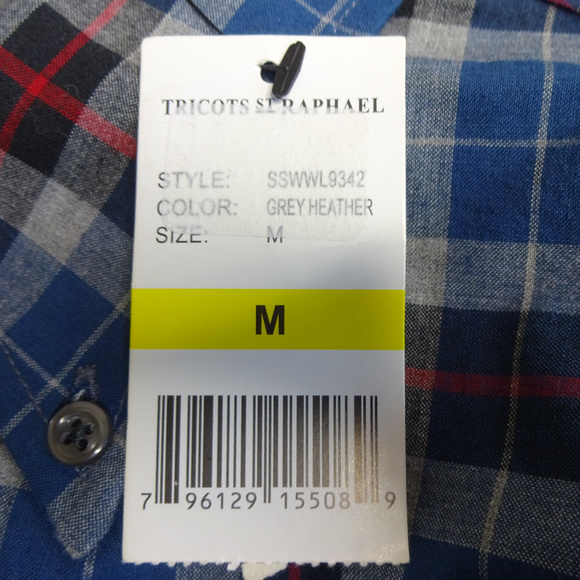 TRICOTS ST RAPHAEL
STYLE: SSWWL9342
COLOR: GREY HEATHER
SIZE: M
M
7 96129 15508 9